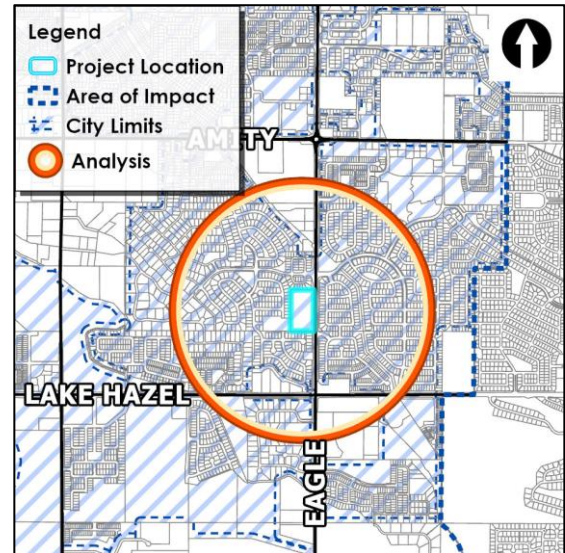 Legend
Project Location
Area of Impact
City Limits
Analysis
AMITY
LAKE HAZEL
EAGLE